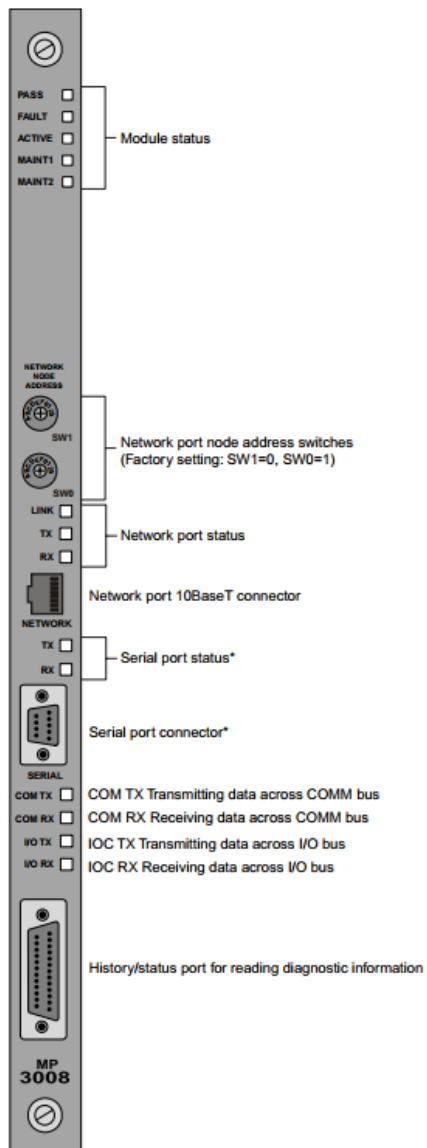 PASS
FAULT
ACTIVE
MAINT1
MAINT2
Module status
NETWORK
NODE
ADDRESS
SW1
Network port node address switches
(Factory setting: SW1=0, SW0=1)
SW0
LINK
TX
RX
Network port status
Network port 10BaseT connector
NETWORK
TX
RX
Serial port status*
Serial port connector*
SERIAL
COM TX COM TX Transmitting data across COMM bus
COM RX COM RX Receiving data across COMM bus
I/O TX IOC TX Transmitting data across I/O bus
I/O RX IOC RX Receiving data across I/O bus
History/status port for reading diagnostic information
MP
3008